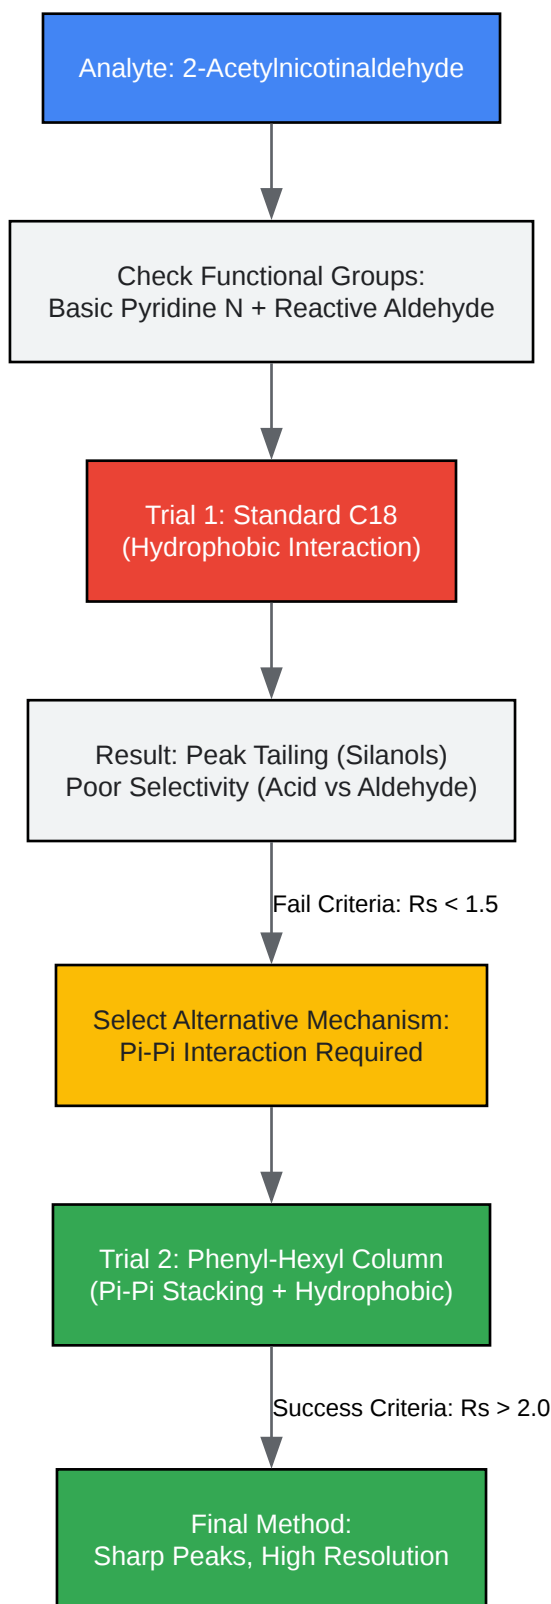 Analyte: 2-Acetylnicotinaldehyde
Check Functional Groups:
Basic Pyridine N + Reactive Aldehyde
Trial 1: Standard C18
(Hydrophobic Interaction)
Result: Peak Tailing (Silanols)
Poor Selectivity (Acid vs Aldehyde)
Fail Criteria: Rs < 1.5
Select Alternative Mechanism:
Pi-Pi Interaction Required
Trial 2: Phenyl-Hexyl Column
(Pi-Pi Stacking + Hydrophobic)
Success Criteria: Rs > 2.0
Final Method:
Sharp Peaks, High Resolution